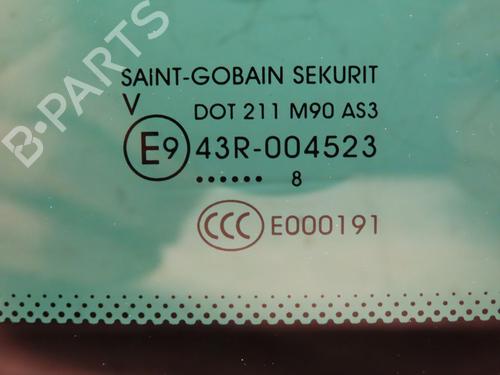 B-PARTS
SAINT-GOBAIN SEKURIT
V
DOT 211 M90 AS3
E9 43R-004523
...... 8
CCC E000191